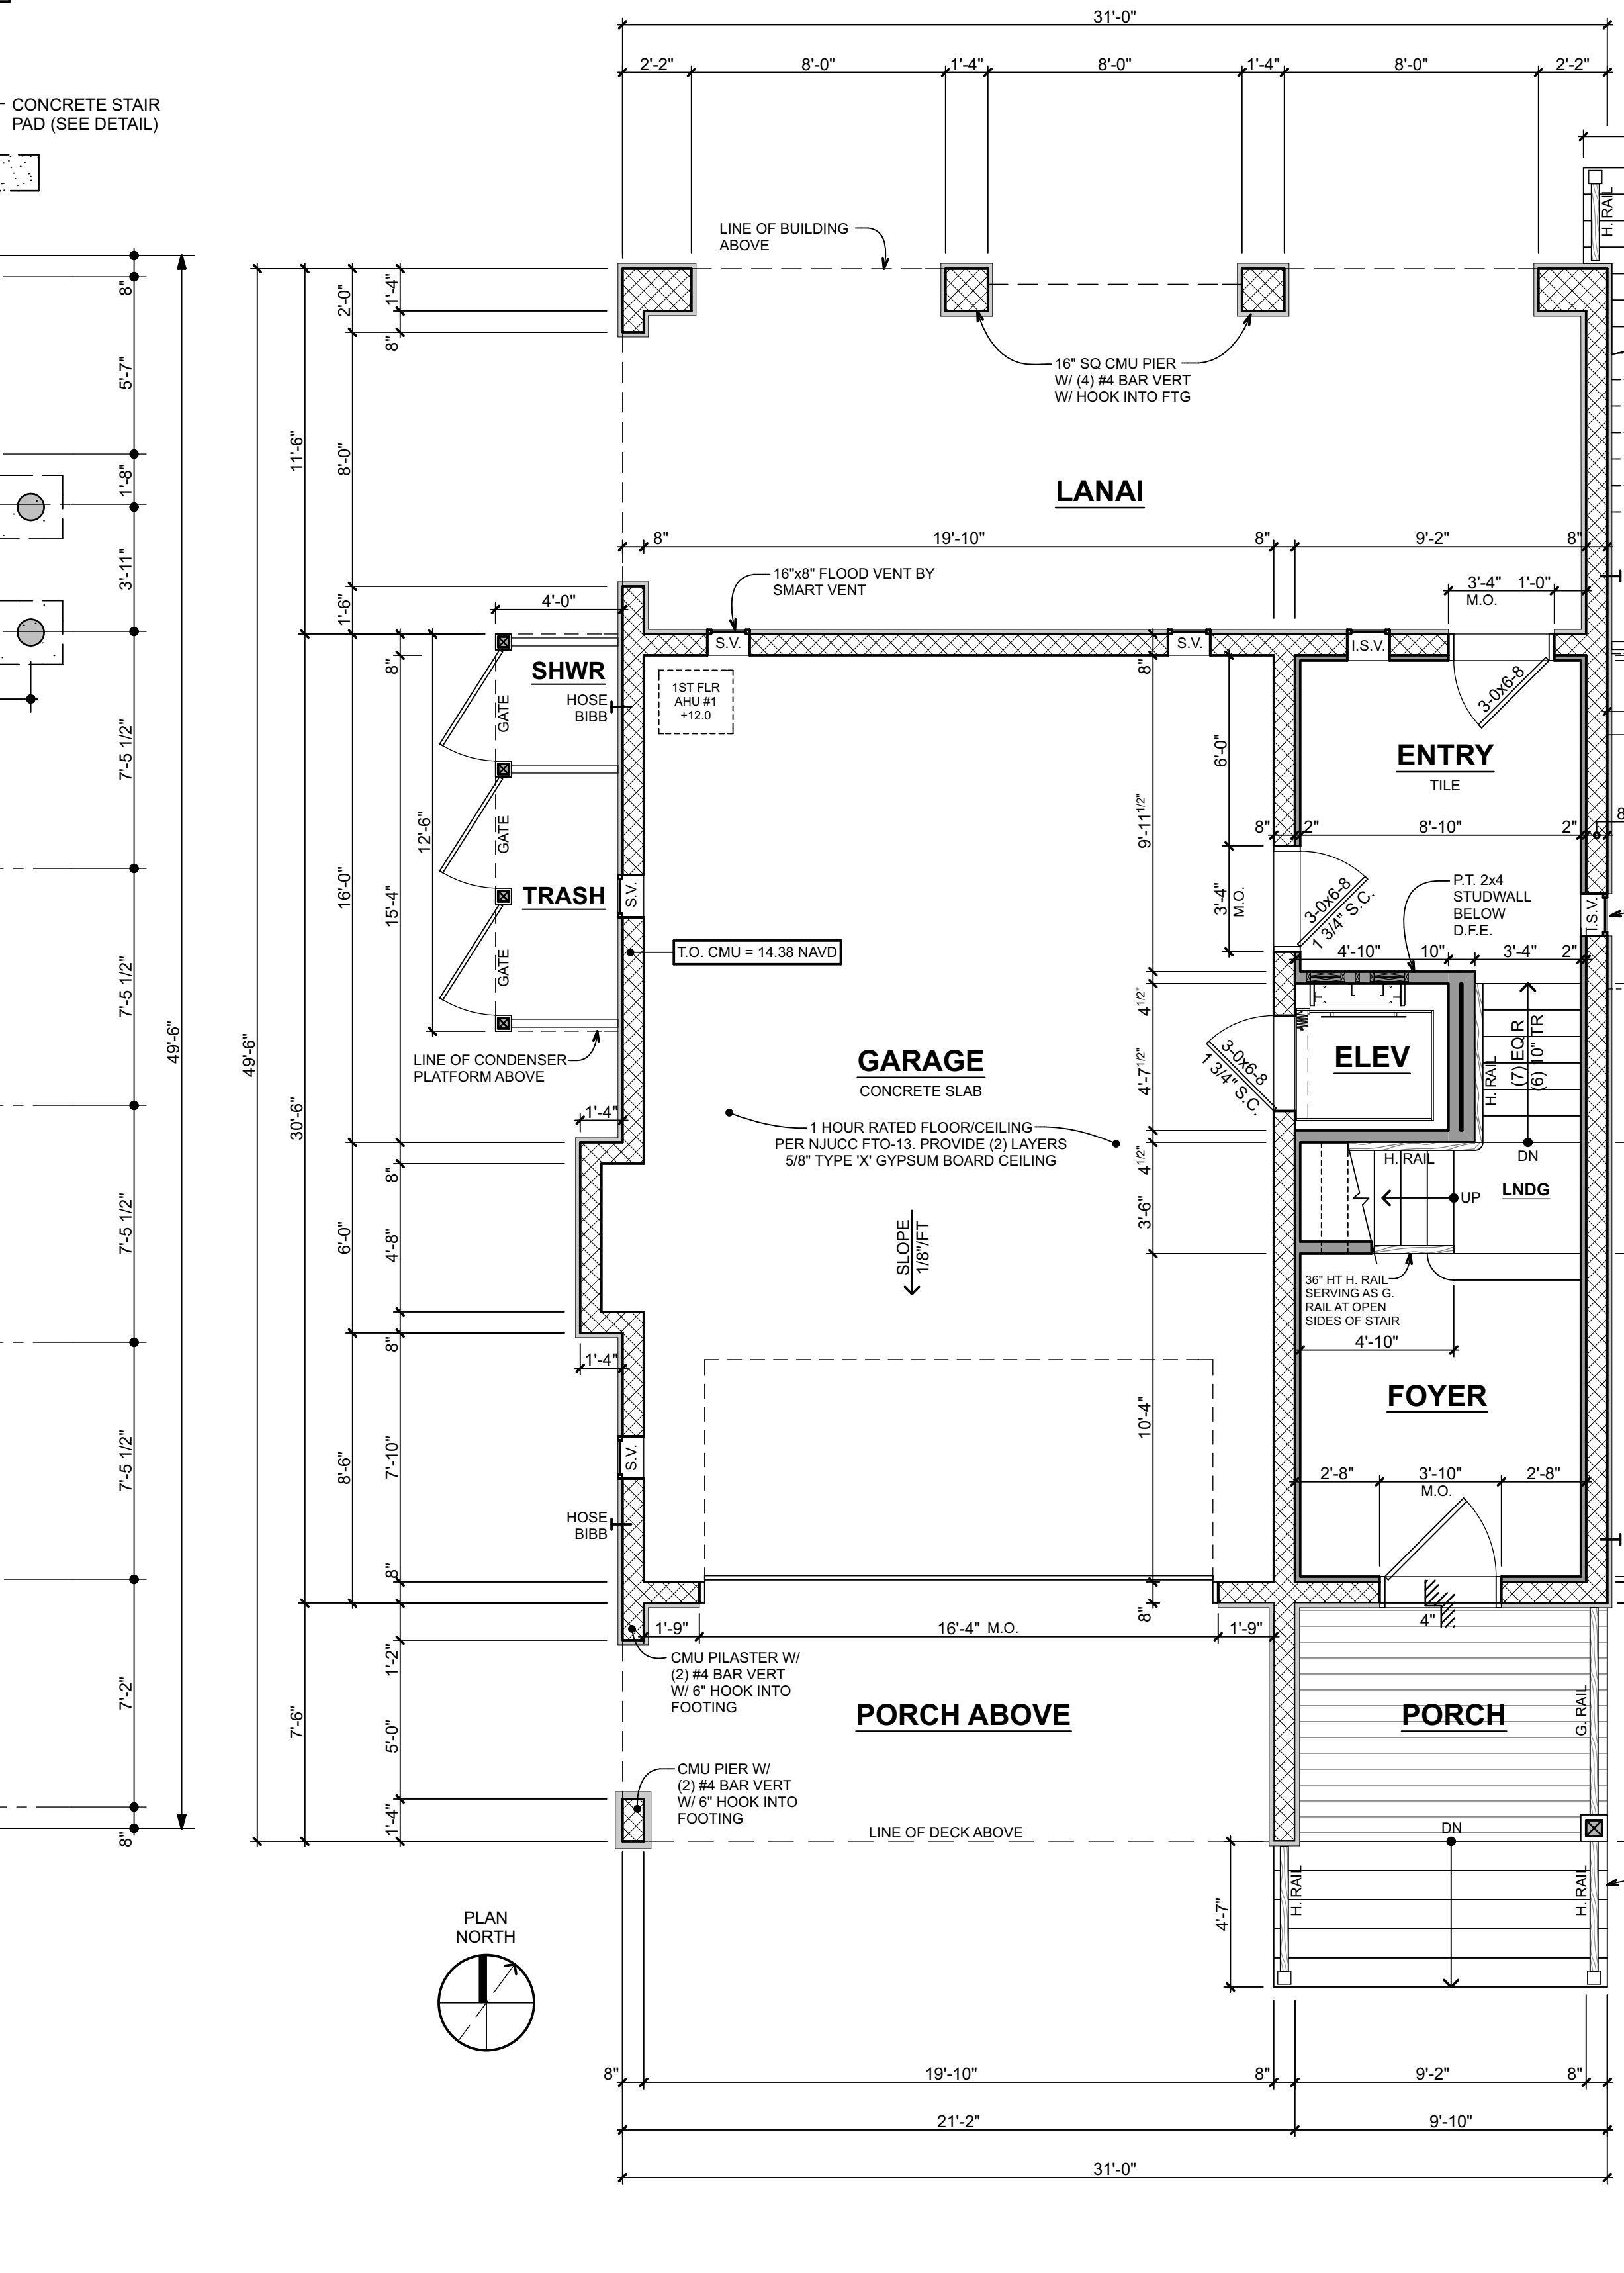 31'-0"
2'-2" 8'-0" 1'-4" 8'-0" 1'-4" 8'-0" 2'-2"
CONCRETE STAIR
PAD (SEE DETAIL)
H. RAIL
LINE OF BUILDING
ABOVE
8"
5'-7"
1'-8"
3'-11"
7'-5 1/2"
7'-5 1/2"
7'-5 1/2"
7'-5 1/2"
7'-2"
8"
49'-6"
49'-6"
11'-6"
30'-6"
7'-6"
2'-0"
8'-0"
1'-6"
16'-0"
6'-0"
8'-6"
1'-4"
8"
8"
15'-4"
8"
4'-8"
8"
7'-10"
8"
1'-2"
5'-0"
1'-4"
16" SQ CMU PIER
W/ (4) #4 BAR VERT
W/ HOOK INTO FTG
LANAI
8" 19'-10" 8" 9'-2" 8"
16"x8" FLOOD VENT BY
SMART VENT
3'-4" 1'-0"
M.O.
4'-0"
12'-6"
S.V.
S.V.
I.S.V.
SHWR
HOSE
BIBB
GATE
GATE
GATE
1ST FLR
AHU #1
+12.0
3-0x6-8
ENTRY
TILE
8"
6'-0"
9'-11 1/2"
8" 2" 8'-10" 2" 8
TRASH
S.V.
3'-4"
M.O.
3-0x6-8
1 3/4" S.C.
P.T. 2x4
STUDWALL
BELOW
D.F.E.
I.S.V.
T.O. CMU = 14.38 NAVD
4'-10" 10" 3'-4" 2"
4 1/2"
LINE OF CONDENSER
PLATFORM ABOVE
GARAGE
CONCRETE SLAB
3-0x6-8
1 3/4" S.C.
4'-7 1/2"
ELEV
H. RAIL
(7) EQ R
(6) 10" TR
1'-4"
1 HOUR RATED FLOOR/CEILING
PER NJUCC FTO-13. PROVIDE (2) LAYERS
5/8" TYPE 'X' GYPSUM BOARD CEILING
4 1/2"
H. RAIL
DN
UP
LNDG
3'-6"
SLOPE
1/8"/FT
36" HT H. RAIL
SERVING AS G.
RAIL AT OPEN
SIDES OF STAIR
4'-10"
1'-4"
10'-4"
FOYER
S.V.
2'-8" 3'-10" 2'-8"
M.O.
HOSE
BIBB
8"
4"
1'-9" 16'-4" M.O. 1'-9"
CMU PILASTER W/
(2) #4 BAR VERT
W/ 6" HOOK INTO
FOOTING
PORCH ABOVE
PORCH
G. RAIL
CMU PIER W/
(2) #4 BAR VERT
W/ 6" HOOK INTO
FOOTING
LINE OF DECK ABOVE
DN
H. RAIL
H. RAIL
4'-7"
PLAN
NORTH
8" 19'-10" 8" 9'-2" 8"
21'-2" 9'-10"
31'-0"